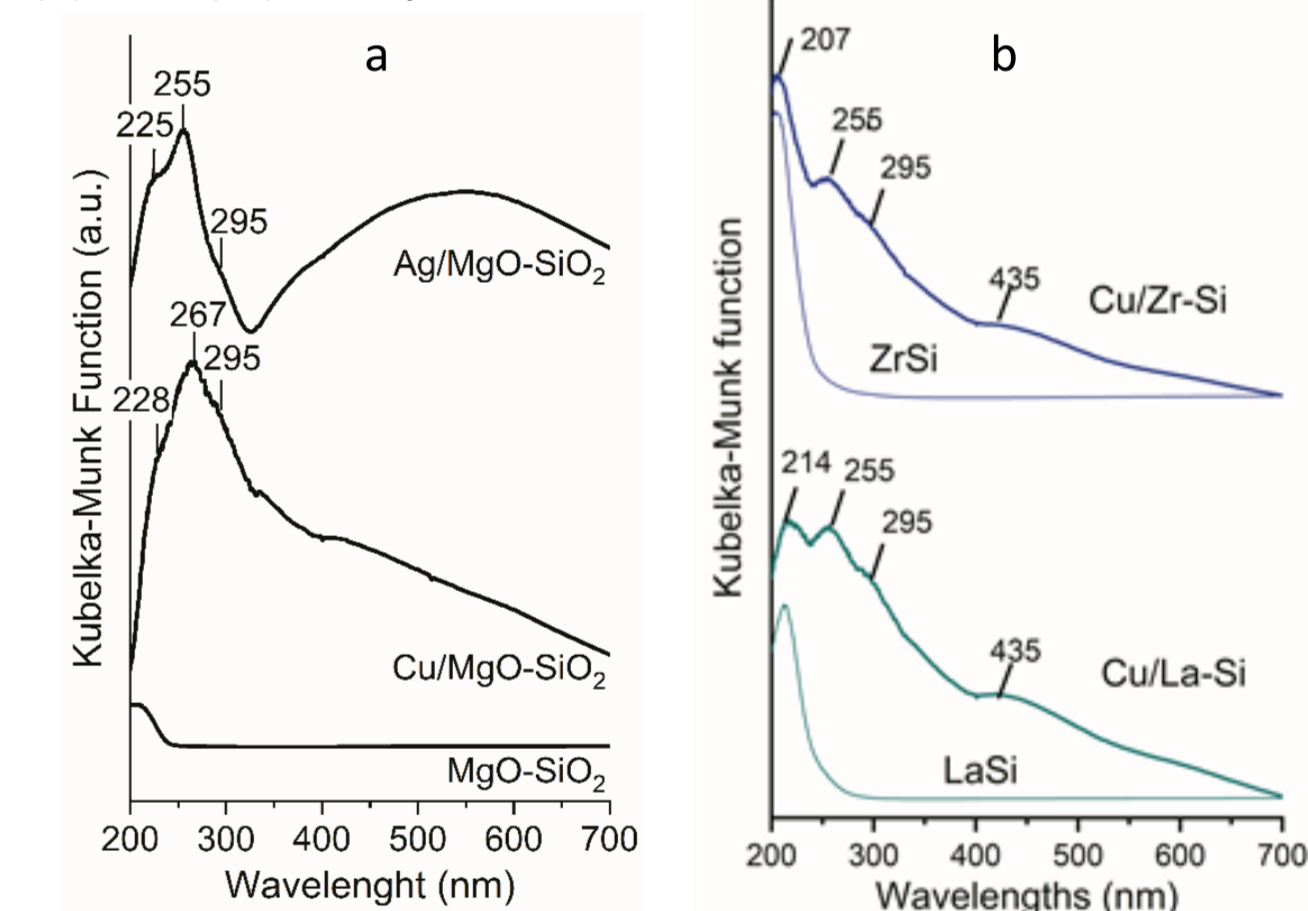 a
255
225
295
Ag/MgO-SiO₂
267
295
228
Cu/MgO-SiO₂
MgO-SiO₂
Kubelka-Munk Function (a.u.)
200 300 400 500 600 700
Wavelenght (nm)
b
207
255
295
435
Cu/Zr-Si
ZrSi
214
255
295
435
Cu/La-Si
LaSi
Kubelka-Munk function
200 300 400 500 600 700
Wavelengths (nm)